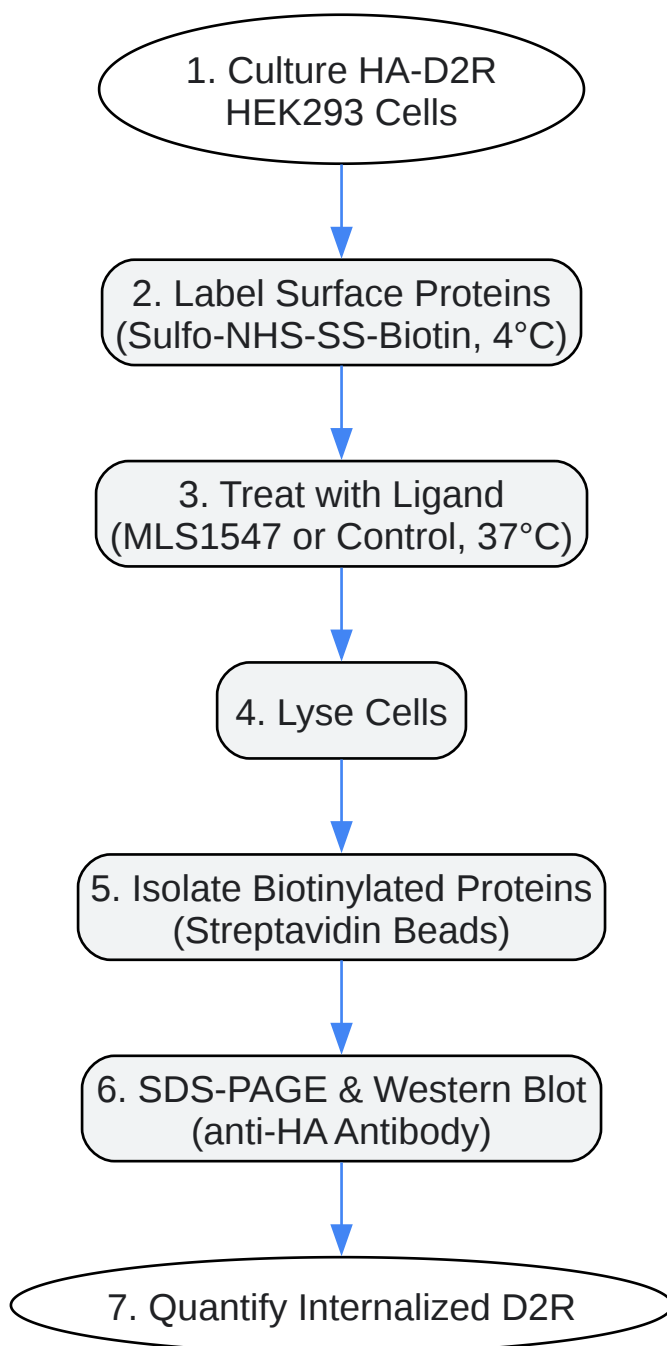 1. Culture HA-D2R
HEK293 Cells
2. Label Surface Proteins
(Sulfo-NHS-SS-Biotin, 4°C)
3. Treat with Ligand
(MLS1547 or Control, 37°C)
4. Lyse Cells
5. Isolate Biotinylated Proteins
(Streptavidin Beads)
6. SDS-PAGE & Western Blot
(anti-HA Antibody)
7. Quantify Internalized D2R